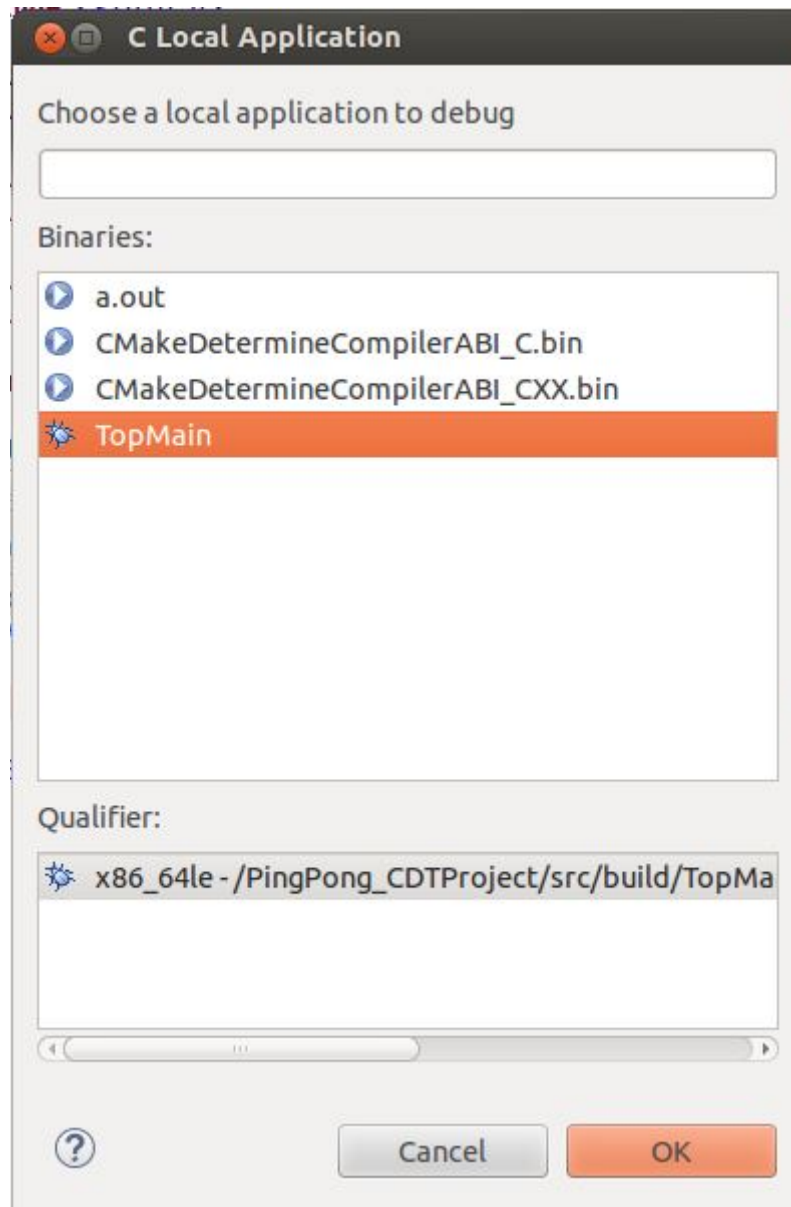 C Local Application
Choose a local application to debug
Binaries:
a.out
CMakeDetermineCompilerABI_C.bin
CMakeDetermineCompilerABI_CXX.bin
TopMain
Qualifier:
x86_64le - /PingPong_CDTProject/src/build/TopMa
Cancel
OK